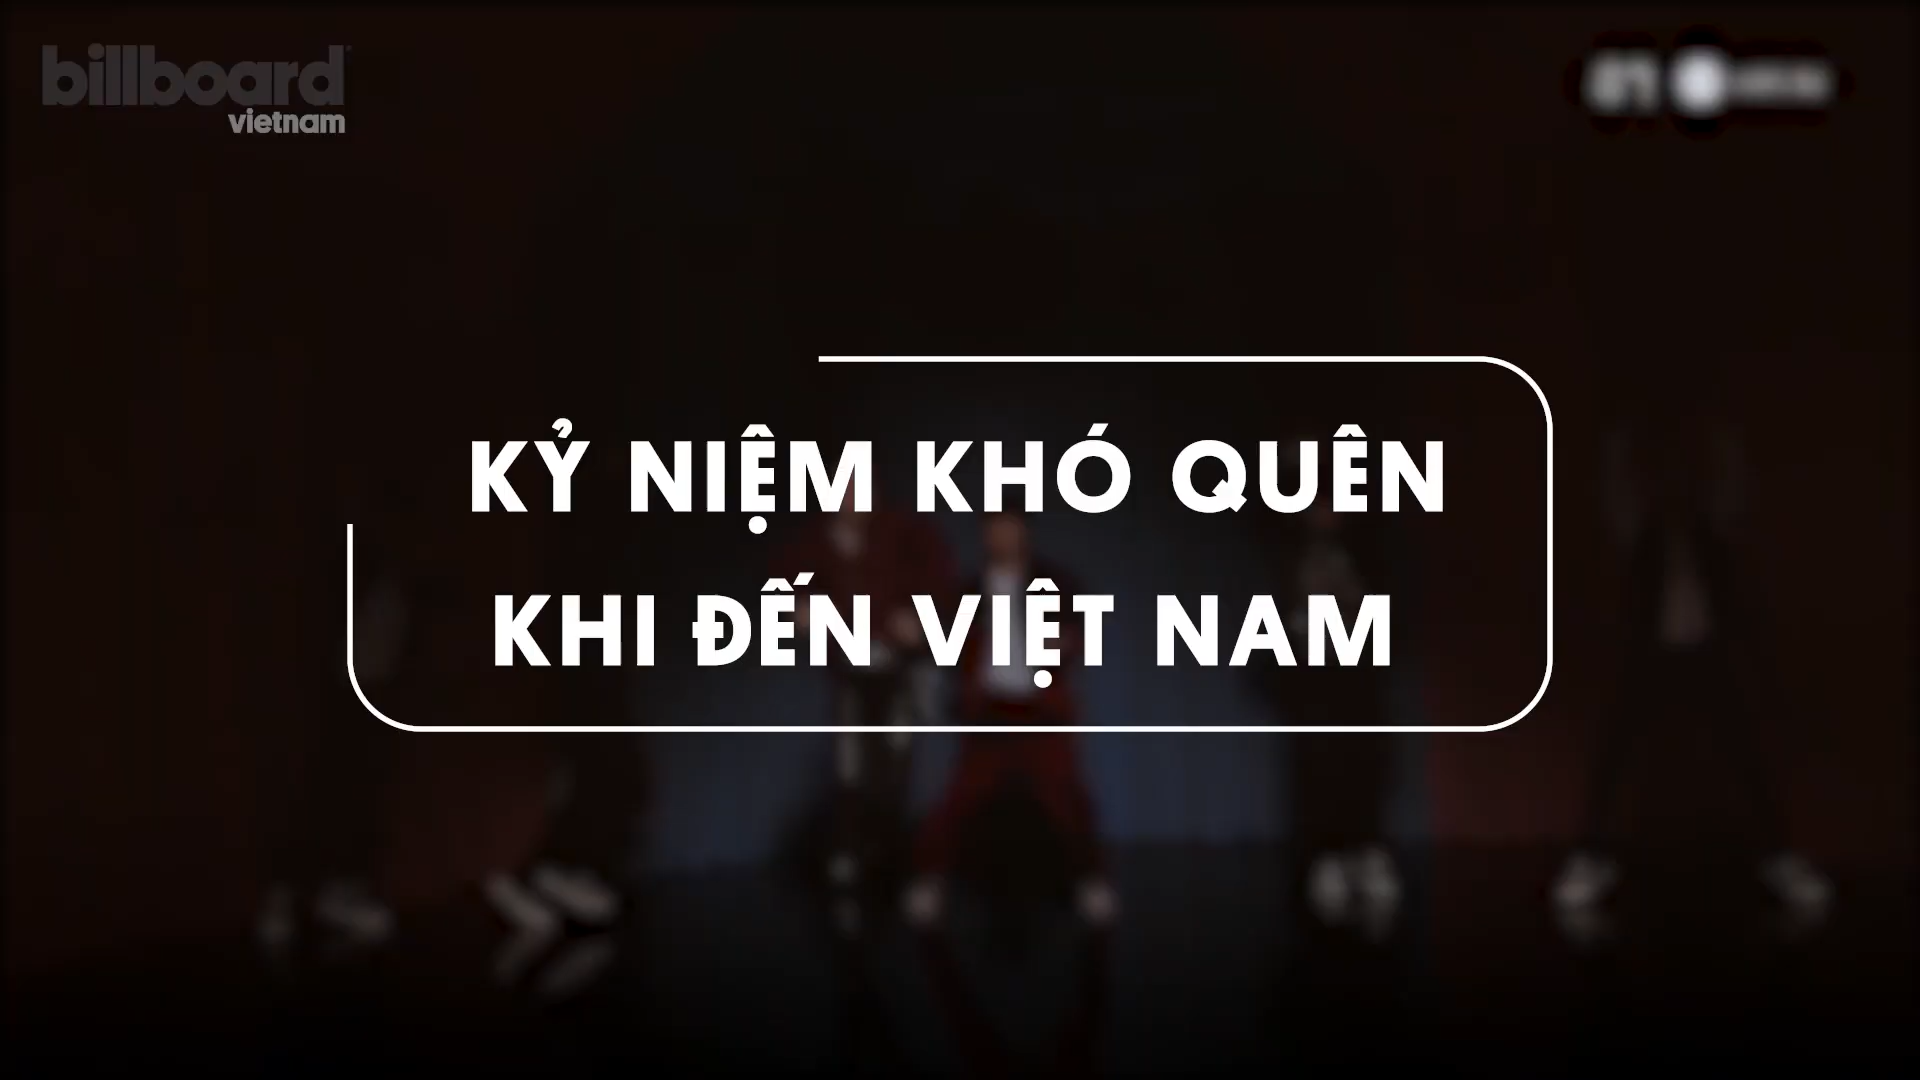 billboard
vietnam
KỶ NIỆM KHÓ QUÊN
KHI ĐẾN VIỆT NAM